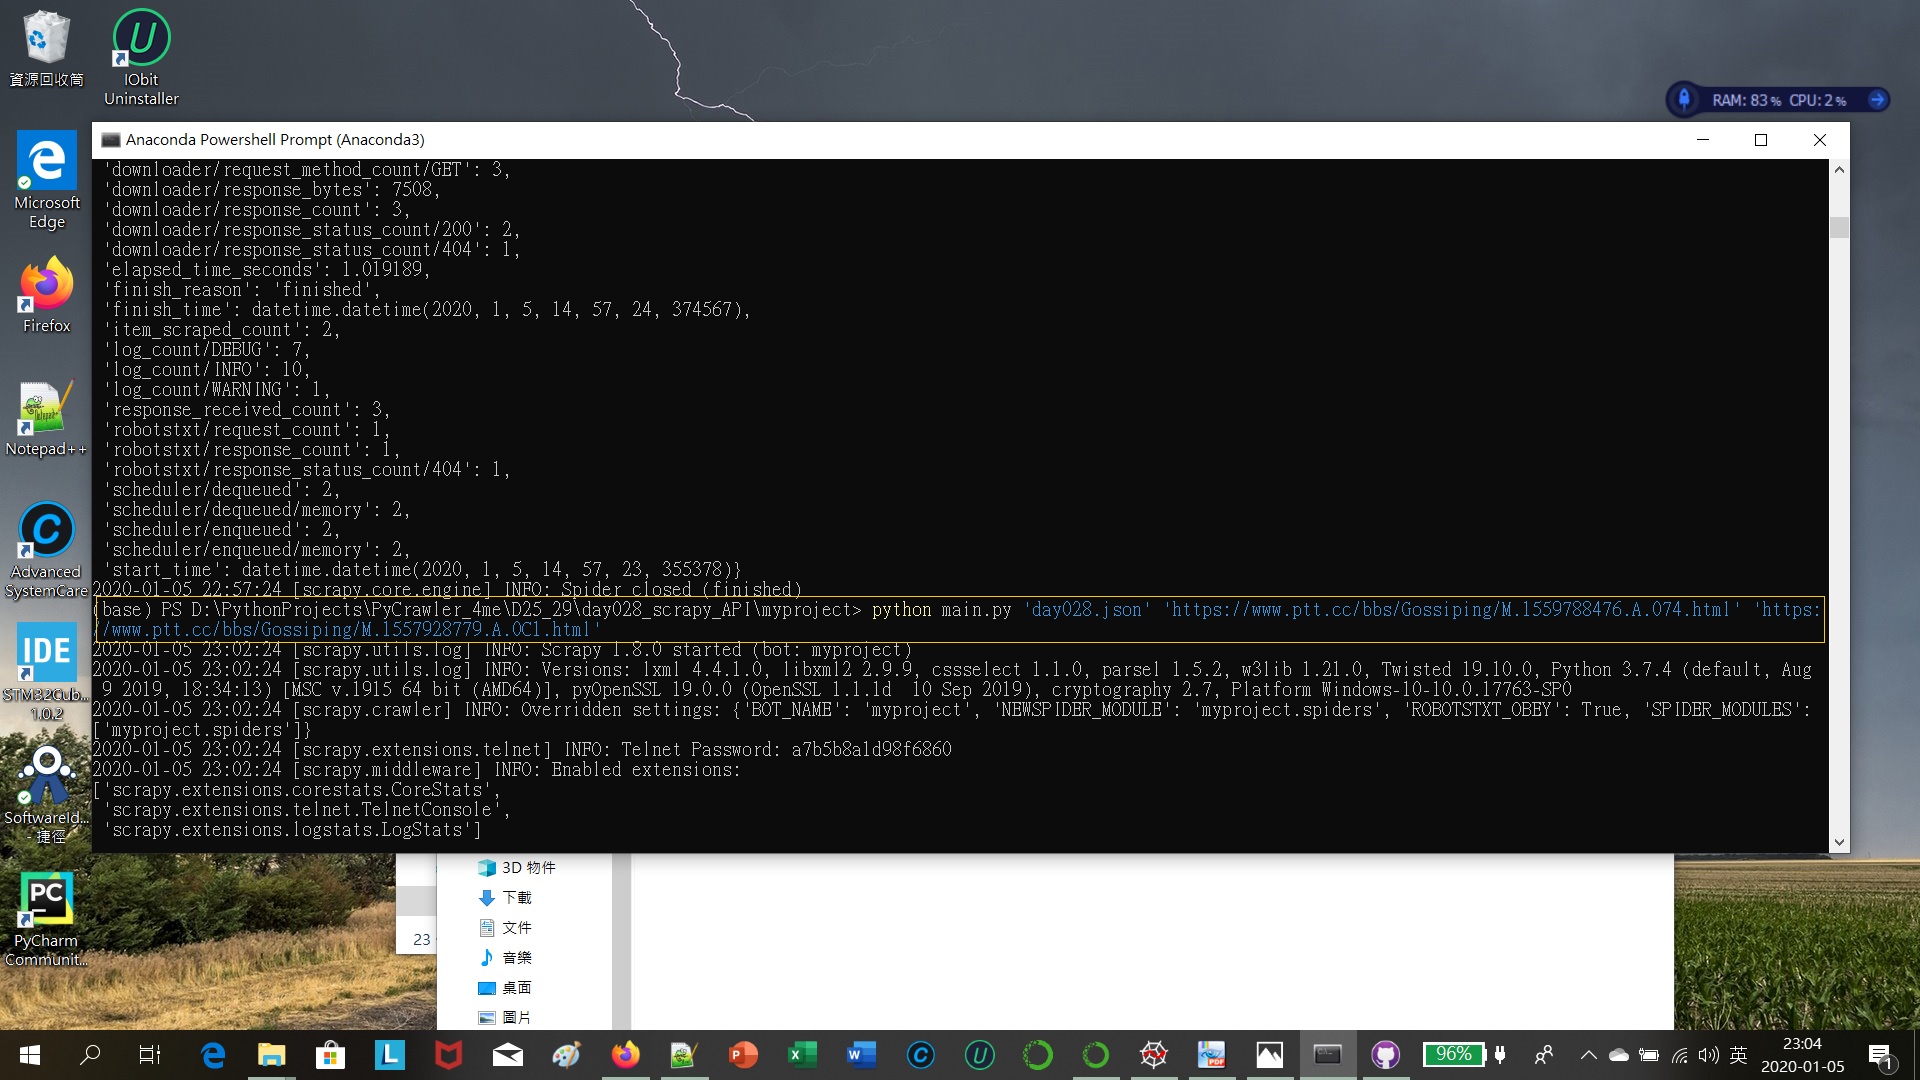 資源回收筒
IObit
Uninstaller
RAM: 83% CPU: 2%
Microsoft
Edge
Firefox
Notepad++
Advanced
SystemCare
IDE
STM32Cub...
1.0.2
SoftwareId...
- 捷徑
PC
PyCharm
Communit...
Anaconda Powershell Prompt (Anaconda3)
'downloader/request_method_count/GET': 3,
'downloader/response_bytes': 7508,
'downloader/response_count': 3,
'downloader/response_status_count/200': 2,
'downloader/response_status_count/404': 1,
'elapsed_time_seconds': 1.019189,
'finish_reason': 'finished',
'finish_time': datetime.datetime(2020, 1, 5, 14, 57, 24, 374567),
'item_scraped_count': 2,
'log_count/DEBUG': 7,
'log_count/INFO': 10,
'log_count/WARNING': 1,
'response_received_count': 3,
'robotstxt/request_count': 1,
'robotstxt/response_count': 1,
'robotstxt/response_status_count/404': 1,
'scheduler/dequeued': 2,
'scheduler/dequeued/memory': 2,
'scheduler/enqueued': 2,
'scheduler/enqueued/memory': 2,
'start_time': datetime.datetime(2020, 1, 5, 14, 57, 23, 355378)}
2020-01-05 22:57:24 [scrapy.core.engine] INFO: Spider closed (finished)
(base) PS D:\PythonProjects\PyCrawler_4me\D25_29\day028_scrapy_API\myproject> python main.py 'day028.json' 'https://www.ptt.cc/bbs/Gossiping/M.1559788476.A.074.html' 'https:
//www.ptt.cc/bbs/Gossiping/M.1557928779.A.0C1.html'
2020-01-05 23:02:24 [scrapy.utils.log] INFO: Scrapy 1.8.0 started (bot: myproject)
2020-01-05 23:02:24 [scrapy.utils.log] INFO: Versions: lxml 4.4.1.0, libxml2 2.9.9, cssselect 1.1.0, parsel 1.5.2, w3lib 1.21.0, Twisted 19.10.0, Python 3.7.4 (default, Aug
9 2019, 18:34:13) [MSC v.1915 64 bit (AMD64)], pyOpenSSL 19.0.0 (OpenSSL 1.1.1d  10 Sep 2019), cryptography 2.7, Platform Windows-10-10.0.17763-SP0
2020-01-05 23:02:24 [scrapy.crawler] INFO: Overridden settings: {'BOT_NAME': 'myproject', 'NEWSPIDER_MODULE': 'myproject.spiders', 'ROBOTSTXT_OBEY': True, 'SPIDER_MODULES':
['myproject.spiders']}
2020-01-05 23:02:24 [scrapy.extensions.telnet] INFO: Telnet Password: a7b5b8a1d98f6860
2020-01-05 23:02:24 [scrapy.middleware] INFO: Enabled extensions:
['scrapy.extensions.corestats.CoreStats',
'scrapy.extensions.telnet.TelnetConsole',
'scrapy.extensions.logstats.LogStats']
23
3D 物件
下載
文件
音樂
桌面
圖片
96%
英
23:04
2020-01-05
1